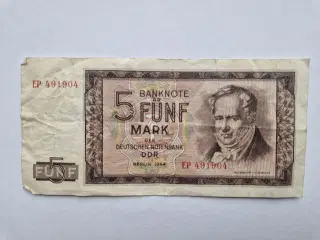 BANKNOTE
EP 491904
5 FÜNF
MARK
DER
DEUTSCHEN NOTENBANK
DDR
EP 491904
BERLIN 1964
5
FÜNF